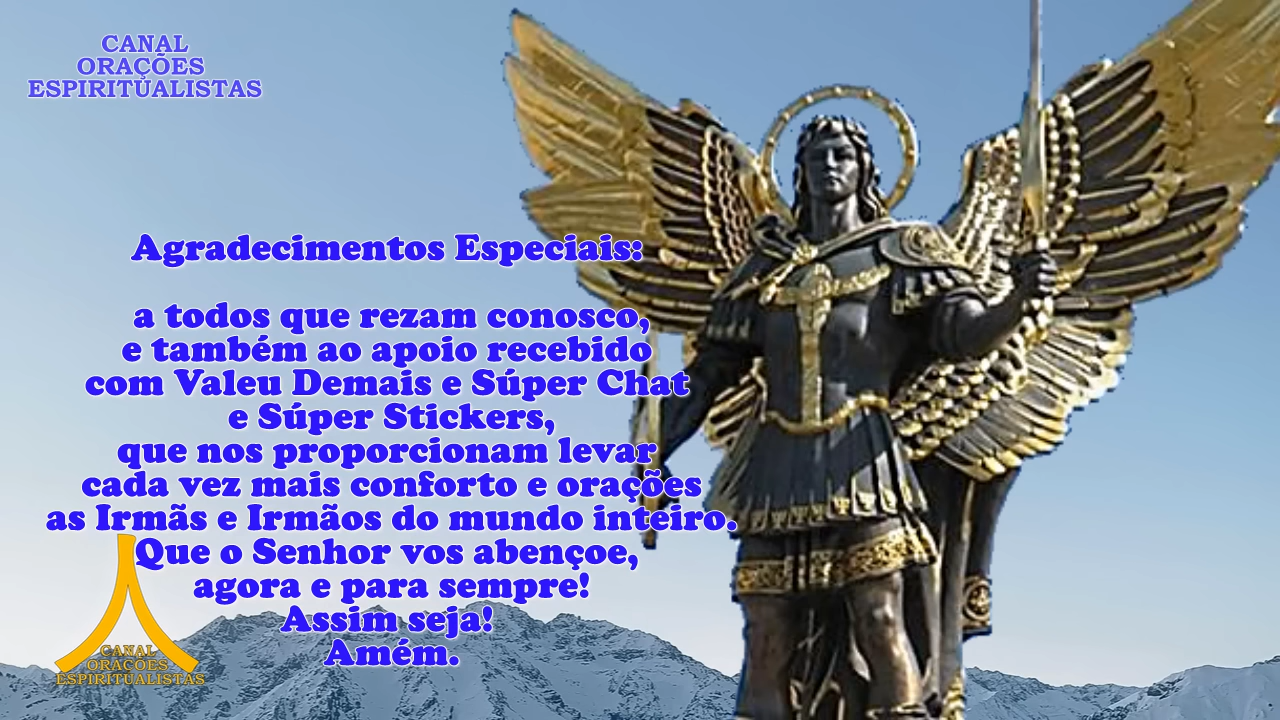 CANAL
ORAÇÕES
ESPIRITUALISTAS
Agradecimentos Especiais:
a todos que rezam conosco,
e também ao apoio recebido
com Valeu Demais e Súper Chat
e Súper Stickers,
que nos proporcionam levar
cada vez mais conforto e orações
as Irmãs e Irmãos do mundo inteiro.
Que o Senhor vos abençoe,
agora e para sempre!
Assim seja!
Amém.
CANAL
ORAÇÕES
ESPIRITUALISTAS